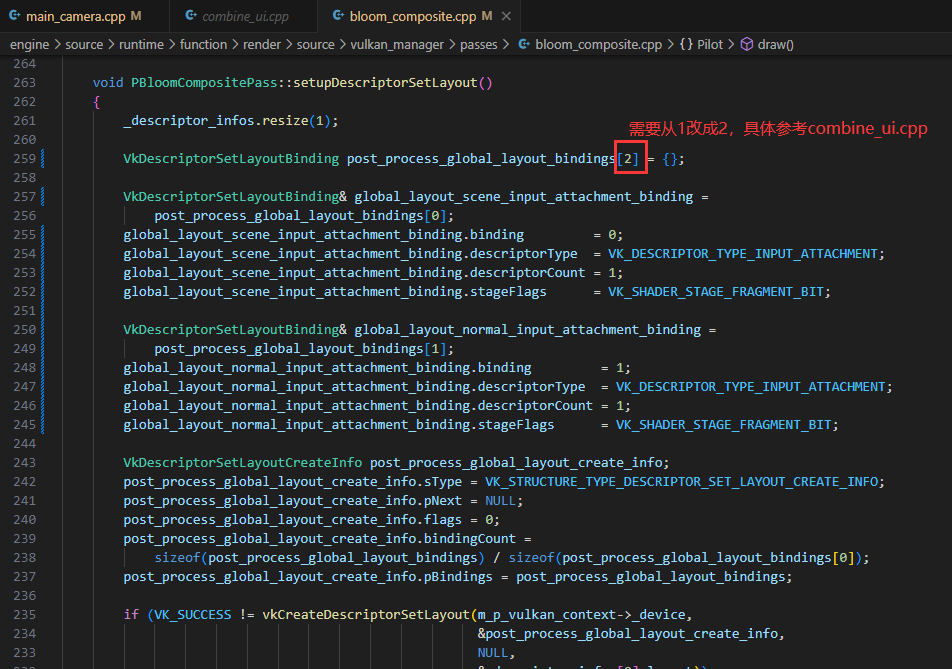 main_camera.cpp M
combine_ui.cpp
bloom_composite.cpp M
engine > source > runtime > function > render > source > vulkan_manager > passes > bloom_composite.cpp > {} Pilot > draw()
264
263 void PBloomCompositePass::setupDescriptorSetLayout()
262 {
261 _descriptor_infos.resize(1);
需要从1改成2，具体参考combine_ui.cpp
260
259 VkDescriptorSetLayoutBinding post_process_global_layout_bindings[2] = {};
258
257 VkDescriptorSetLayoutBinding& global_layout_scene_input_attachment_binding =
256 post_process_global_layout_bindings[0];
255 global_layout_scene_input_attachment_binding.binding = 0;
254 global_layout_scene_input_attachment_binding.descriptorType = VK_DESCRIPTOR_TYPE_INPUT_ATTACHMENT;
253 global_layout_scene_input_attachment_binding.descriptorCount = 1;
252 global_layout_scene_input_attachment_binding.stageFlags = VK_SHADER_STAGE_FRAGMENT_BIT;
251
250 VkDescriptorSetLayoutBinding& global_layout_normal_input_attachment_binding =
249 post_process_global_layout_bindings[1];
248 global_layout_normal_input_attachment_binding.binding = 1;
247 global_layout_normal_input_attachment_binding.descriptorType = VK_DESCRIPTOR_TYPE_INPUT_ATTACHMENT;
246 global_layout_normal_input_attachment_binding.descriptorCount = 1;
245 global_layout_normal_input_attachment_binding.stageFlags = VK_SHADER_STAGE_FRAGMENT_BIT;
244
243 VkDescriptorSetLayoutCreateInfo post_process_global_layout_create_info;
242 post_process_global_layout_create_info.sType = VK_STRUCTURE_TYPE_DESCRIPTOR_SET_LAYOUT_CREATE_INFO;
241 post_process_global_layout_create_info.pNext = NULL;
240 post_process_global_layout_create_info.flags = 0;
239 post_process_global_layout_create_info.bindingCount =
238 sizeof(post_process_global_layout_bindings) / sizeof(post_process_global_layout_bindings[0]);
237 post_process_global_layout_create_info.pBindings = post_process_global_layout_bindings;
236
235 if (VK_SUCCESS != vkCreateDescriptorSetLayout(m_p_vulkan_context->_device,
234 &post_process_global_layout_create_info,
233 NULL,